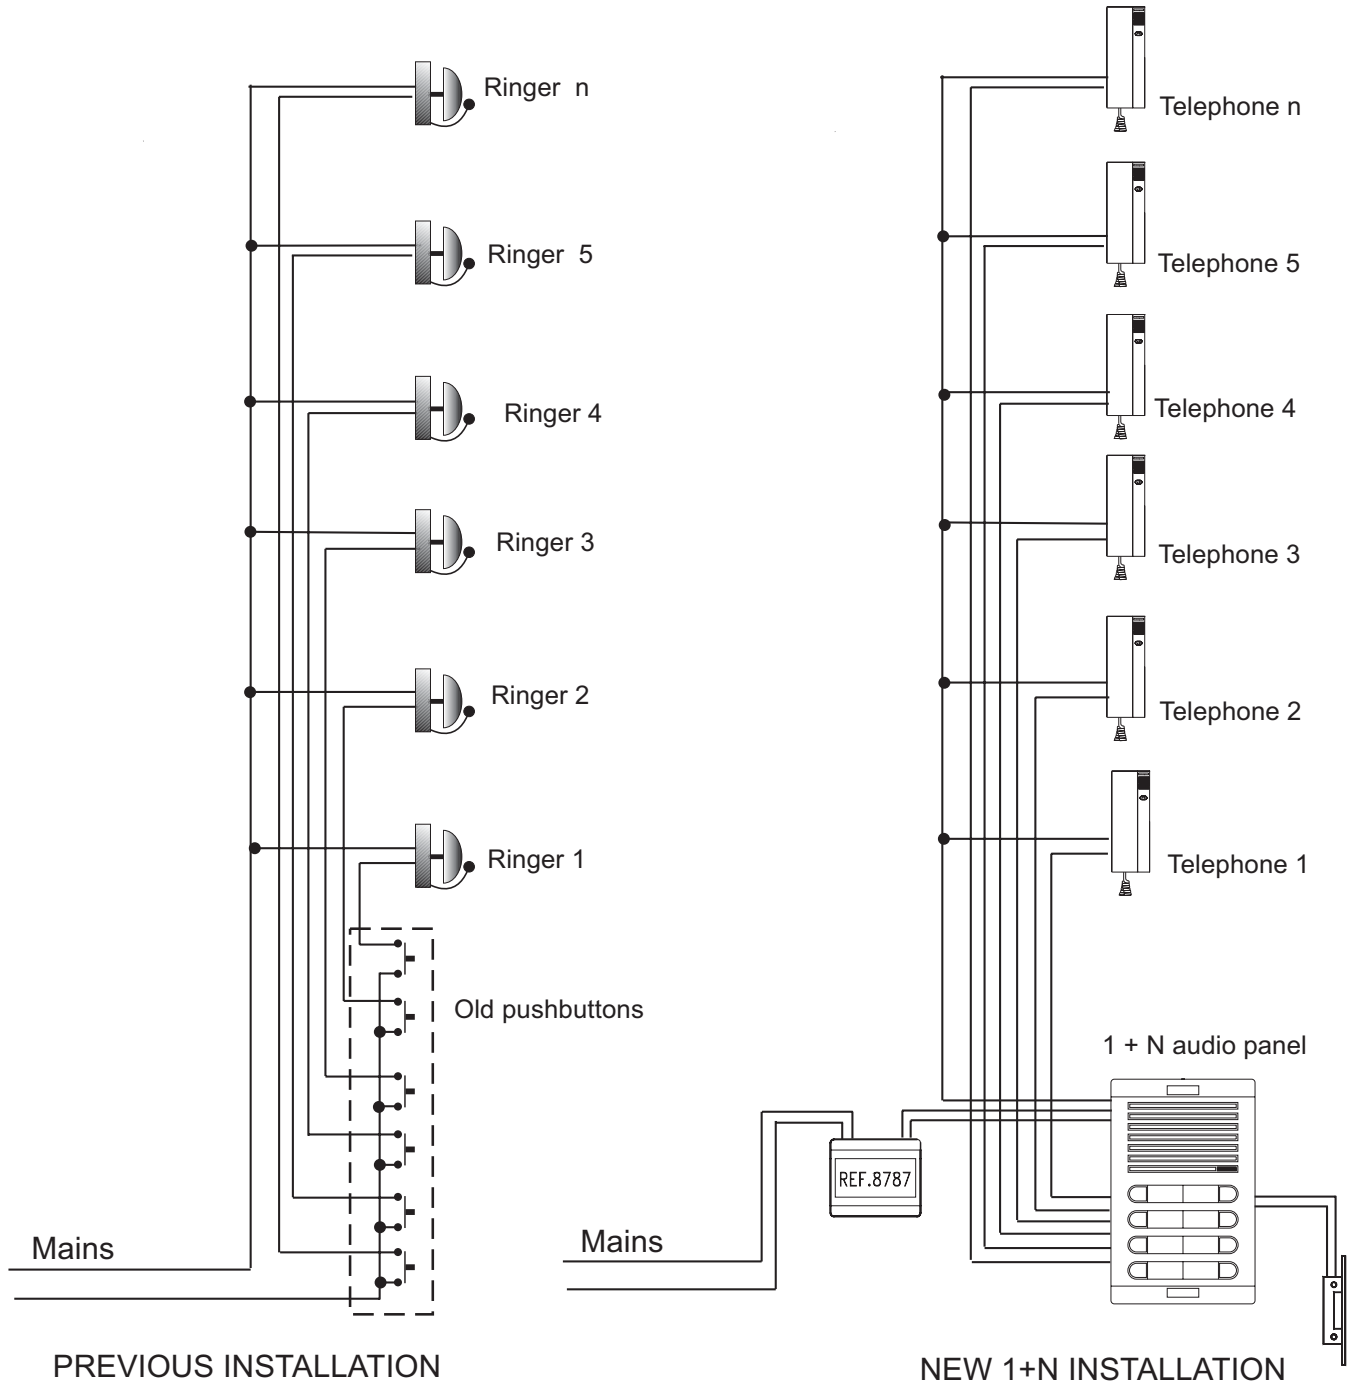 Ringer n
Ringer 5
Ringer 4
Ringer 3
Ringer 2
Ringer 1
Old pushbuttons
Mains
PREVIOUS INSTALLATION
Telephone n
Telephone 5
Telephone 4
Telephone 3
Telephone 2
Telephone 1
1 + N audio panel
REF.8787
Mains
NEW 1+N INSTALLATION